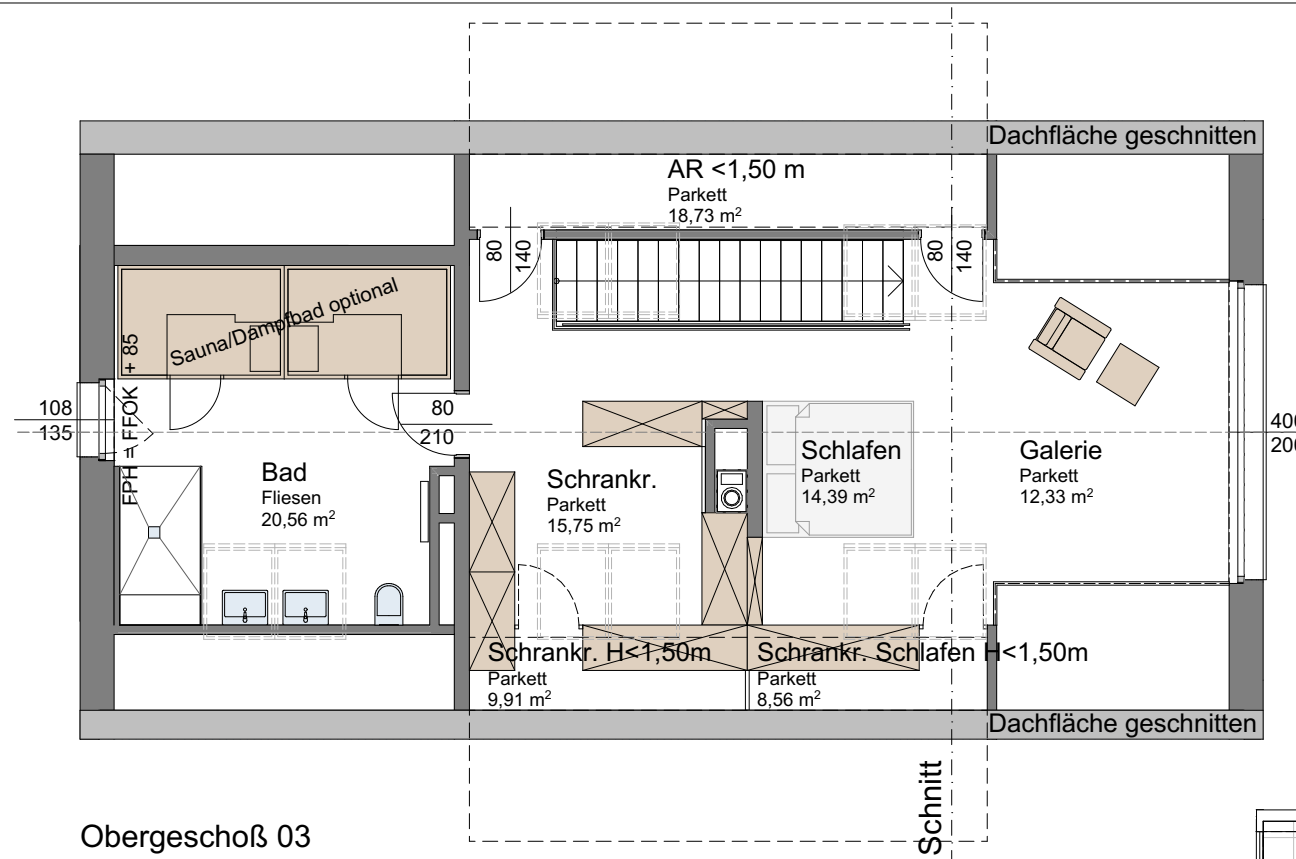 Dachfläche geschnitten
AR <1,50 m
Parkett
18,73 m²
80
140
80
140
Sauna/Dampfbad optional
FPH = FFOK + 85
108
135
80
210
Bad
Fliesen
20,56 m²
Schrankr.
Parkett
15,75 m²
Schlafen
Parkett
14,39 m²
Galerie
Parkett
12,33 m²
400
200
Schrankr. H<1,50m
Parkett
9,91 m²
Schrankr. Schlafen H<1,50m
Parkett
8,56 m²
Dachfläche geschnitten
Schnitt
Obergeschoß 03